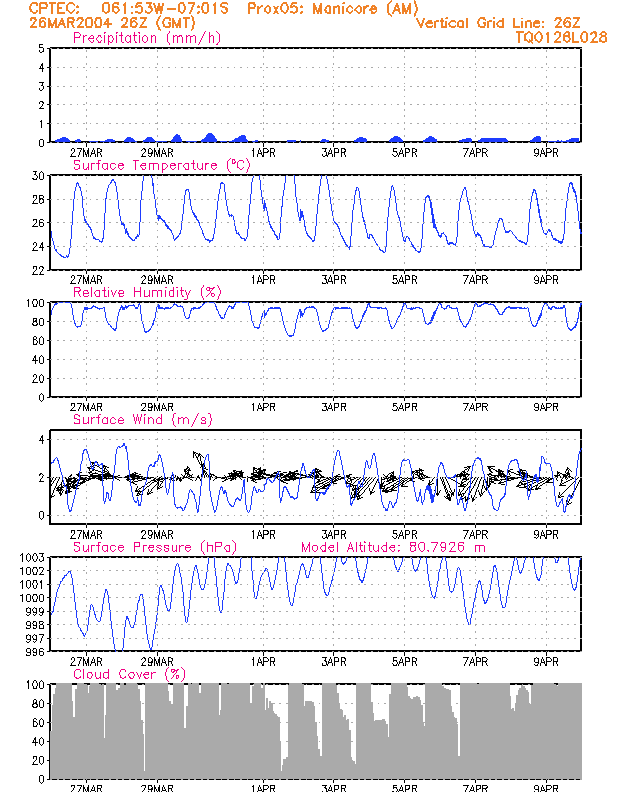 CPTEC: 061:53W-07:01S Prox05: Manicore (AM)
26MAR2004 26Z (GMT) Vertical Grid Line: 26Z
Precipitation (mm/h) TQ0126L028
5
4
3
2
1
0
27MAR 29MAR 1APR 3APR 5APR 7APR 9APR
Surface Temperature (°C)
30
28
26
24
22
27MAR 29MAR 1APR 3APR 5APR 7APR 9APR
Relative Humidity (%)
100
80
60
40
20
0
27MAR 29MAR 1APR 3APR 5APR 7APR 9APR
Surface Wind (m/s)
4
2
0
27MAR 29MAR 1APR 3APR 5APR 7APR 9APR
Surface Pressure (hPa) Model Altitude: 80.7926 m
1003
1002
1001
1000
999
998
997
996
27MAR 29MAR 1APR 3APR 5APR 7APR 9APR
Cloud Cover (%)
100
80
60
40
20
0
27MAR 29MAR 1APR 3APR 5APR 7APR 9APR